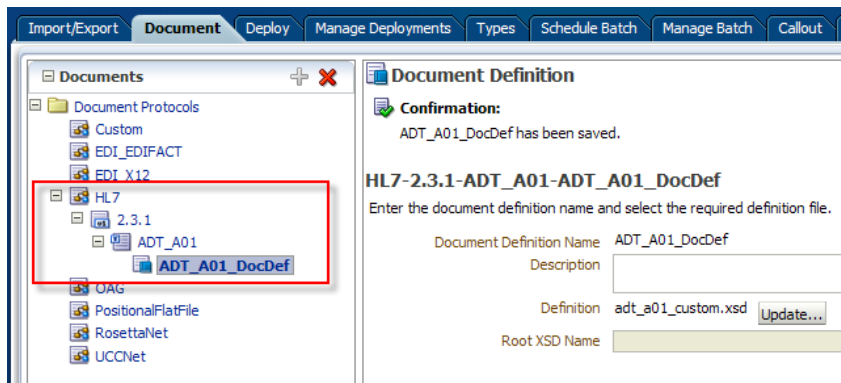 Import/Export Document Deploy Manage Deployments Types Schedule Batch Manage Batch Callout
Documents
Document Protocols
Custom
EDI_EDIFACT
EDI_X12
HL7
2.3.1
ADT_A01
ADT_A01_DocDef
OAG
PositionalFlatFile
RosettaNet
UCCNet
Document Definition
Confirmation:
ADT_A01_DocDef has been saved.
HL7-2.3.1-ADT_A01-ADT_A01_DocDef
Enter the document definition name and select the required definition file.
Document Definition Name ADT_A01_DocDef
Description
Definition adt_a01_custom.xsd Update...
Root XSD Name